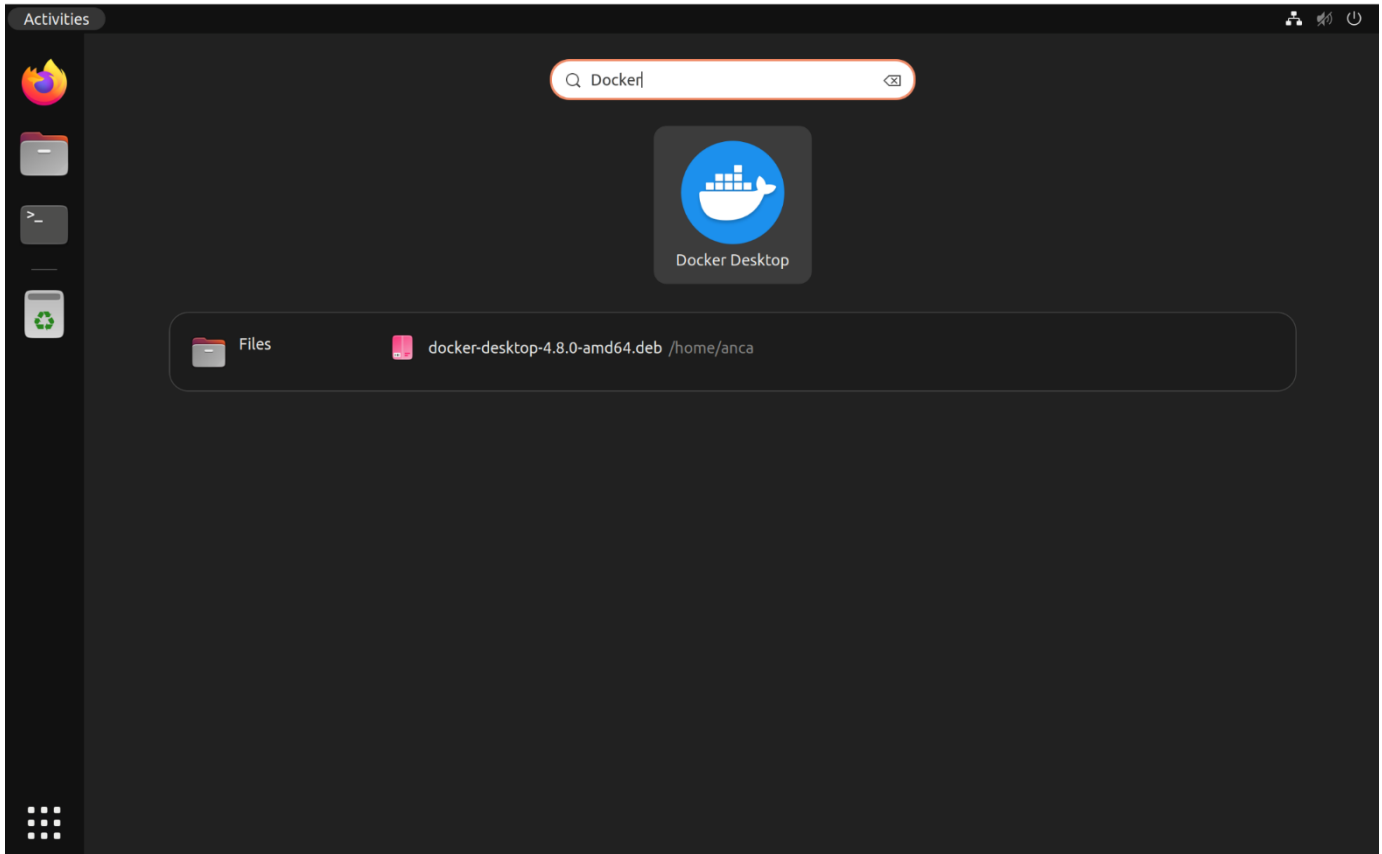 Activities
Docker
>_
Docker Desktop
Files
docker-desktop-4.8.0-amd64.deb /home/anca